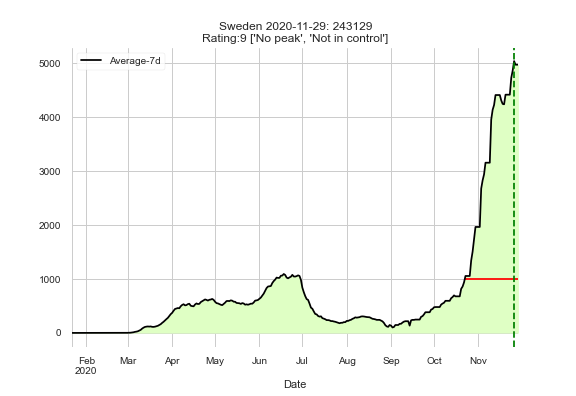 Sweden 2020-11-29: 243129
Rating:9 ['No peak', 'Not in control']
Average-7d
5000
4000
3000
2000
1000
0
Feb Mar Apr May Jun Jul Aug Sep Oct Nov
2020
Date